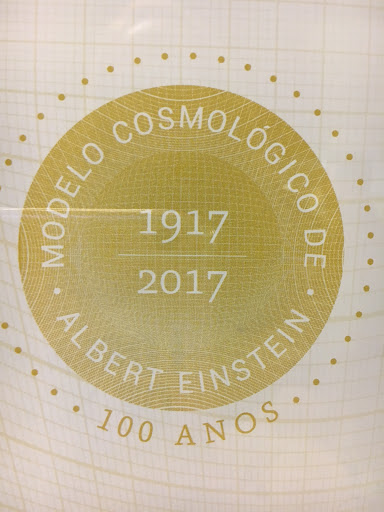 MODELO COSMOLÓGICO DE
1917
2017
ALBERT EINSTEIN
100 ANOS